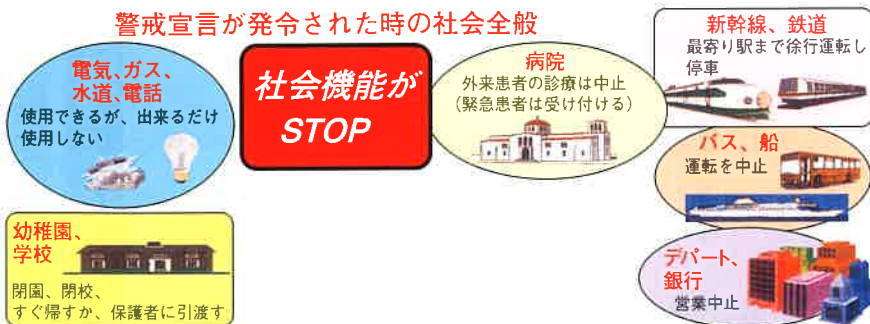 警戒宣言が発令された時の社会全般
電気、ガス、
水道、電話
使用できるが、出来るだけ
使用しない
社会機能が
STOP
病院
外来患者の診療は中止
(緊急患者は受け付ける)
新幹線、鉄道
最寄り駅まで徐行運転し
停車
バス、船
運転を中止
幼稚園、
学校
閉園、閉校、
すぐ帰すか、保護者に引渡す
デパート、
銀行
営業中止